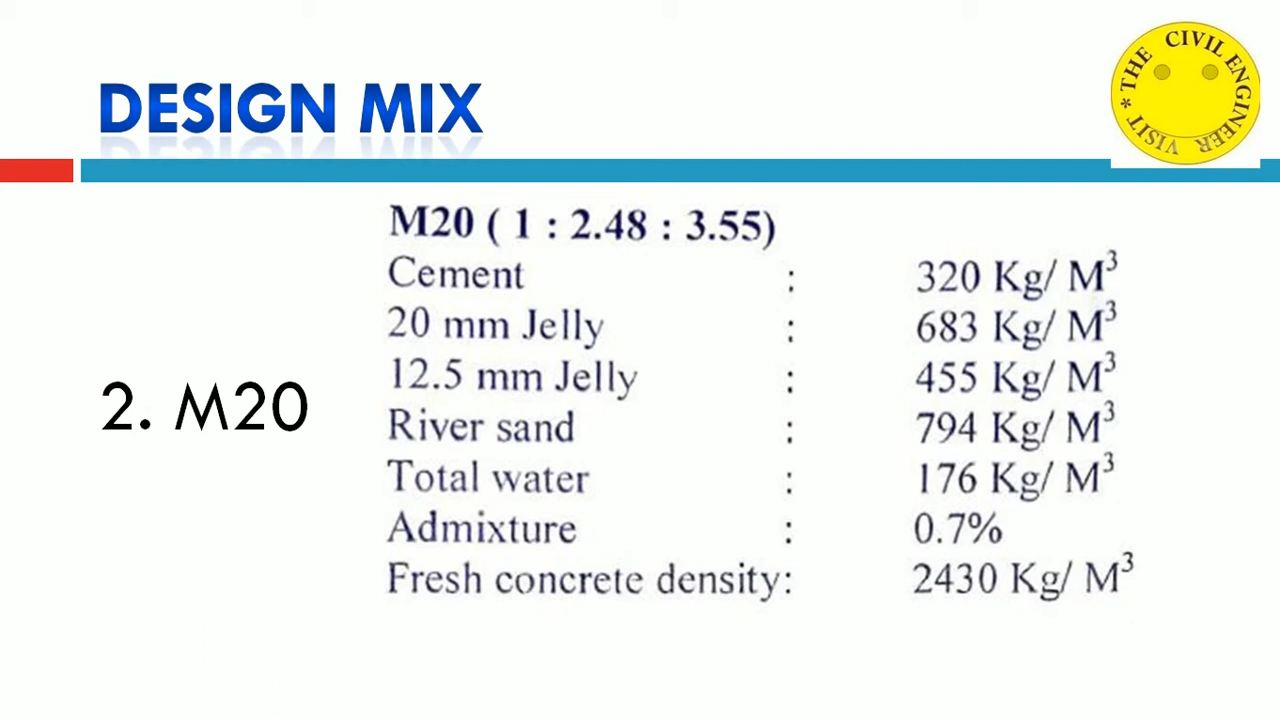 DESIGN MIX
VISIT * THE CIVIL ENGINEER
2. M20
M20 ( 1 : 2.48 : 3.55)
Cement : 320 Kg/ M³
20 mm Jelly : 683 Kg/ M³
12.5 mm Jelly : 455 Kg/ M³
River sand : 794 Kg/ M³
Total water : 176 Kg/ M³
Admixture : 0.7%
Fresh concrete density: 2430 Kg/ M³